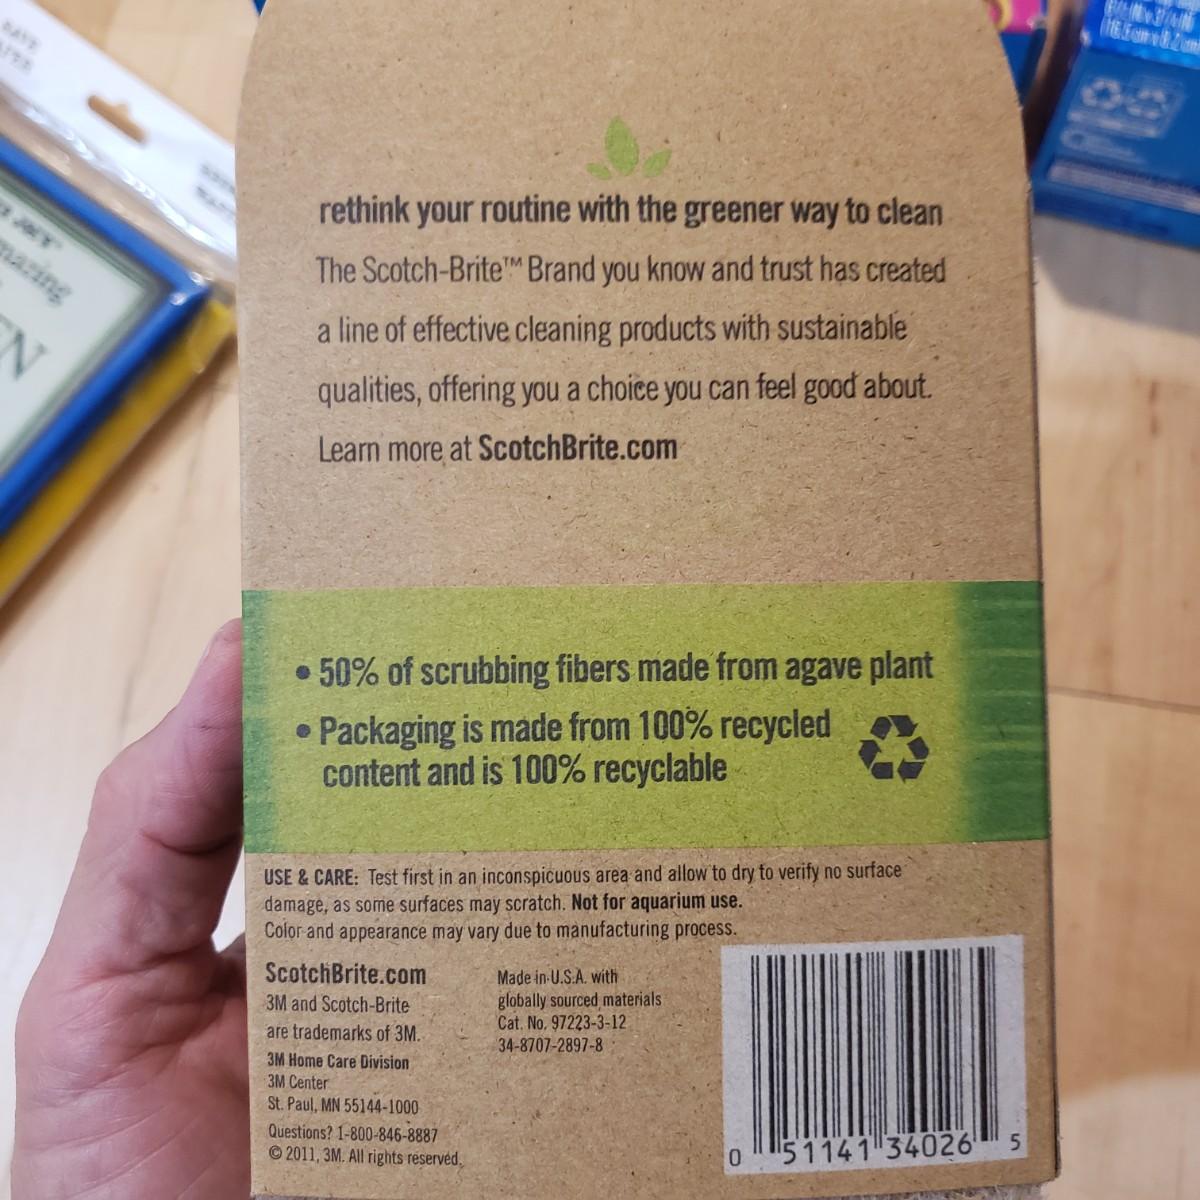 rethink your routine with the greener way to clean
The Scotch-Brite™ Brand you know and trust has created
a line of effective cleaning products with sustainable
qualities, offering you a choice you can feel good about.
Learn more at ScotchBrite.com
• 50% of scrubbing fibers made from agave plant
• Packaging is made from 100% recycled
content and is 100% recyclable
USE & CARE: Test first in an inconspicuous area and allow to dry to verify no surface
damage, as some surfaces may scratch. Not for aquarium use.
Color and appearance may vary due to manufacturing process.
ScotchBrite.com
3M and Scotch-Brite
are trademarks of 3M.
3M Home Care Division
3M Center
St. Paul, MN 55144-1000
Questions? 1-800-846-8887
© 2011, 3M. All rights reserved.
Made in U.S.A. with
globally sourced materials
Cat. No. 97223-3-12
34-8707-2897-8
0 51141 34026 5